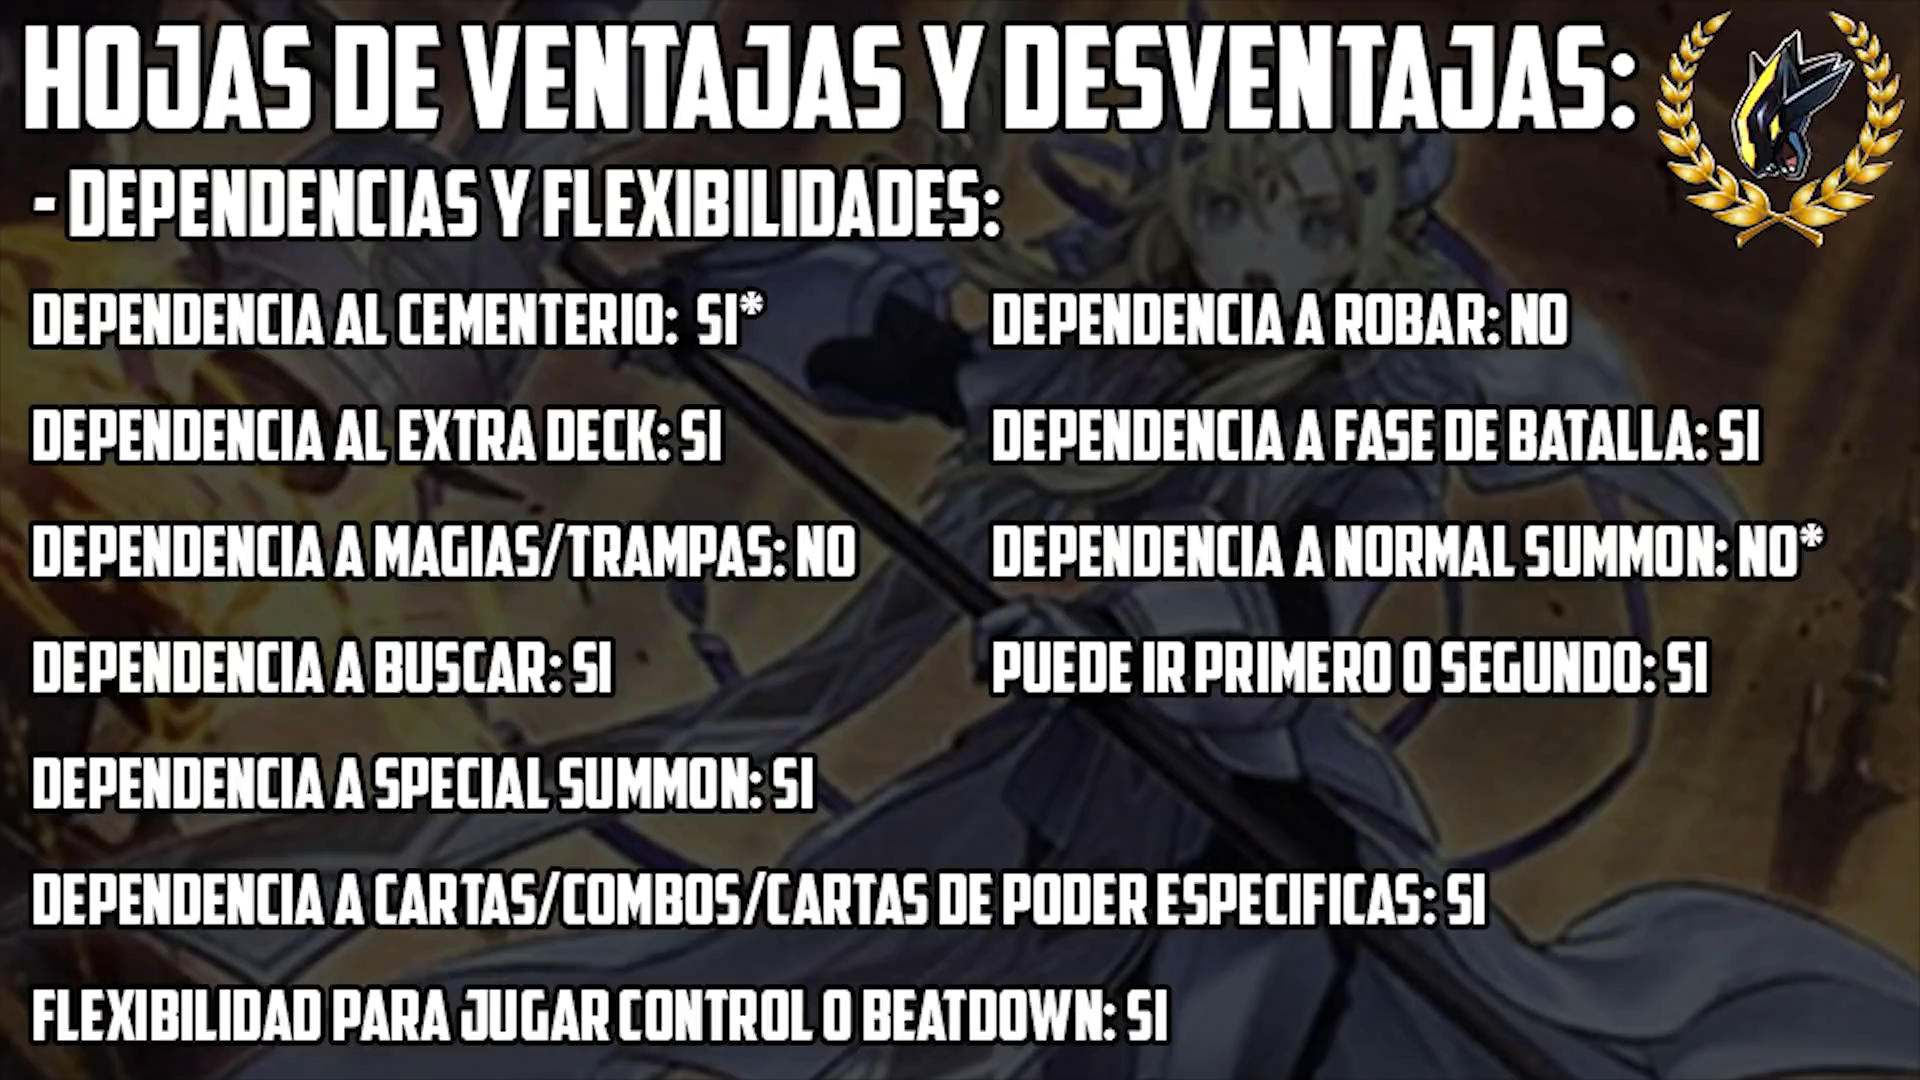 HOJAS DE VENTAJAS Y DESVENTAJAS:
- DEPENDENCIAS Y FLEXIBILIDADES:
DEPENDENCIA AL CEMENTERIO: SI*
DEPENDENCIA AL EXTRA DECK: SI
DEPENDENCIA A MAGIAS/TRAMPAS: NO
DEPENDENCIA A BUSCAR: SI
DEPENDENCIA A SPECIAL SUMMON: SI
DEPENDENCIA A CARTAS/COMBOS/CARTAS DE PODER ESPECIFICAS: SI
FLEXIBILIDAD PARA JUGAR CONTROL O BEATDOWN: SI
DEPENDENCIA A ROBAR: NO
DEPENDENCIA A FASE DE BATALLA: SI
DEPENDENCIA A NORMAL SUMMON: NO*
PUEDE IR PRIMERO O SEGUNDO: SI